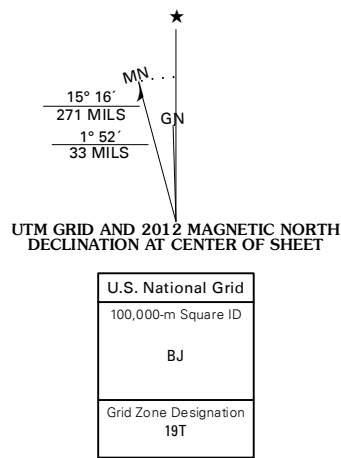 MN
15° 16´
271 MILS
GN
1° 52´
33 MILS
UTM GRID AND 2012 MAGNETIC NORTH
DECLINATION AT CENTER OF SHEET
U.S. National Grid
100,000-m Square ID
BJ
Grid Zone Designation
19T